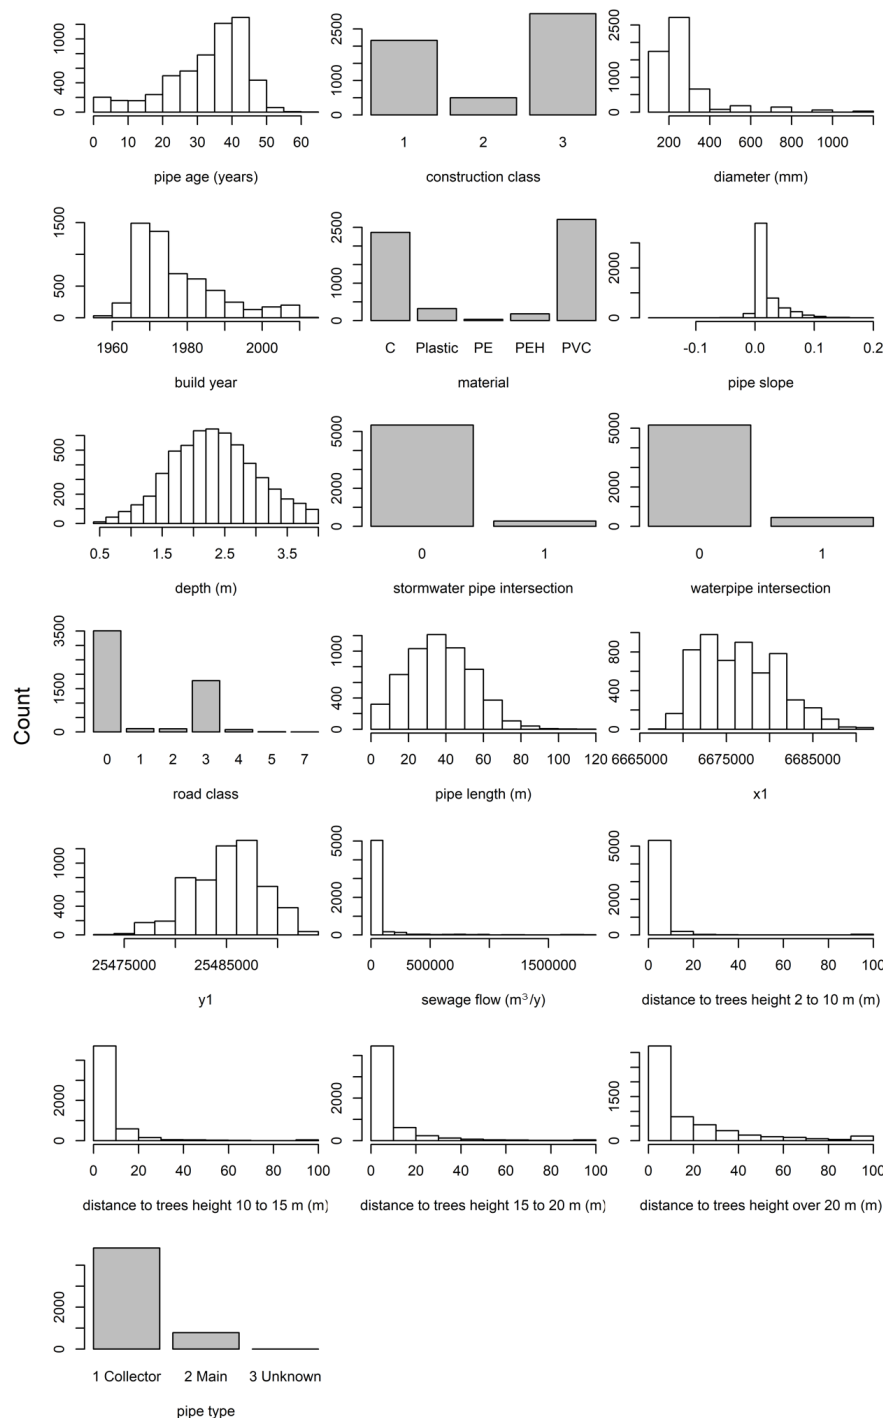 0 400 1000
0 10 20 30 40 50 60
pipe age (years)
0 1000 2500
1 2 3
construction class
0 1000 2500
200 400 600 800 1000
diameter (mm)
0 500 1500
1960 1980 2000
build year
0 1000 2500
C Plastic PE PEH PVC
material
0 2000
-0.1 0.0 0.1 0.2
pipe slope
0 200 600
0.5 1.5 2.5 3.5
depth (m)
0 2000 5000
0 1
stormwater pipe intersection
0 2000 5000
0 1
waterpipe intersection
Count
0 1500 3500
0 1 2 3 4 5 7
road class
0 400 1000
0 20 40 60 80 100 120
pipe length (m)
0 400 800
6665000 6675000 6685000
x1
0 400 1000
25475000 25485000
y1
0 2000 5000
0 500000 1500000
sewage flow (m³/y)
0 2000 5000
0 20 40 60 80 100
distance to trees height 2 to 10 m (m)
0 2000
0 20 40 60 80 100
distance to trees height 10 to 15 m (m)
0 2000
0 20 40 60 80 100
distance to trees height 15 to 20 m (m)
0 1500
0 20 40 60 80 100
distance to trees height over 20 m (m)
0 2000
1 Collector 2 Main 3 Unknown
pipe type